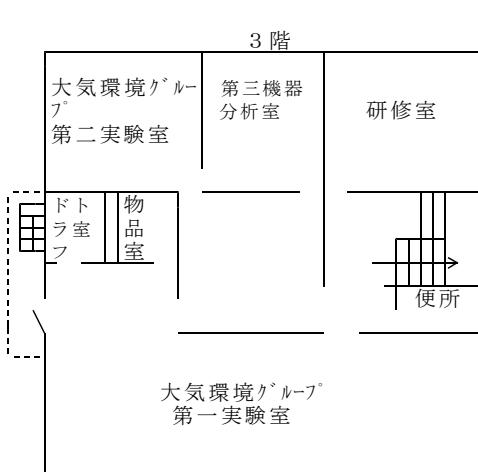 ３階
大気環境ｸﾞﾙｰ
ﾌﾟ
第二実験室
第三機器
分析室
研修室
ドト
ラ室
フ
物
品
室
便所
大気環境ｸﾞﾙｰﾌﾟ
第一実験室